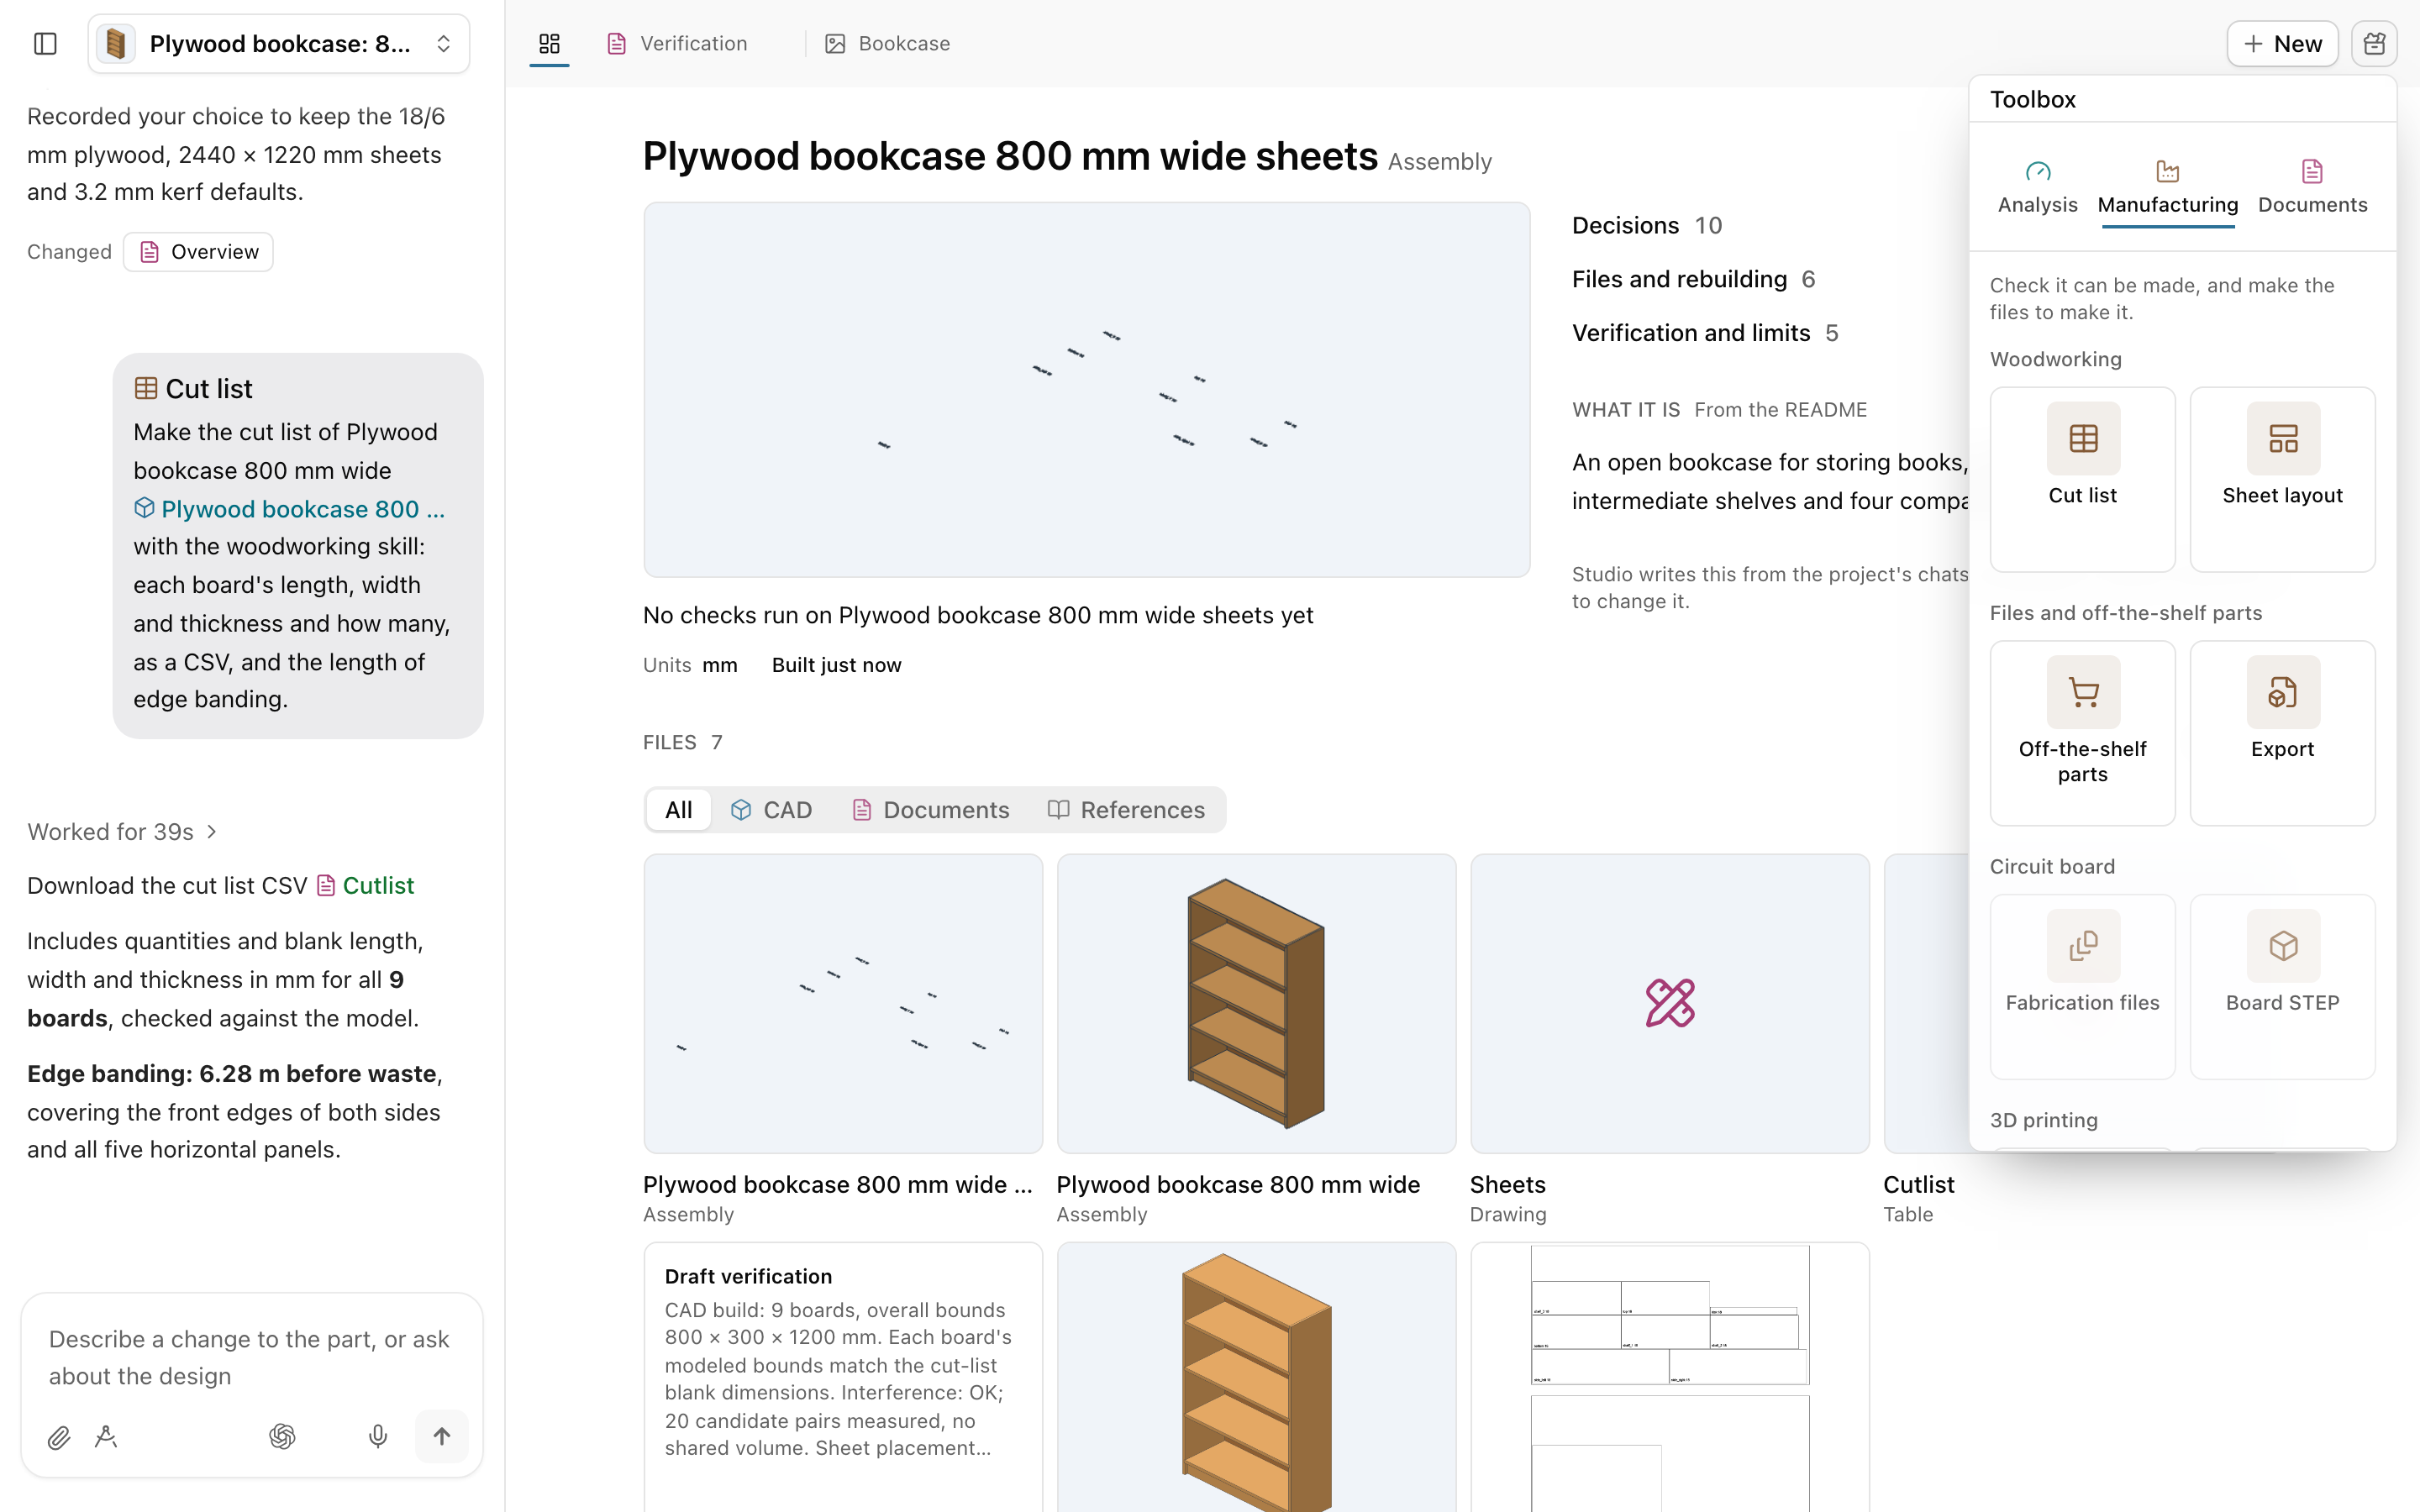 Plywood bookcase: 8...
Recorded your choice to keep the 18/6
mm plywood, 2440 × 1220 mm sheets
and 3.2 mm kerf defaults.
Changed
Overview
Cut list
Make the cut list of Plywood
bookcase 800 mm wide
Plywood bookcase 800 ...
with the woodworking skill:
each board's length, width
and thickness and how many,
as a CSV, and the length of
edge banding.
Worked for 39s
Download the cut list CSV Cutlist
Includes quantities and blank length,
width and thickness in mm for all 9
boards, checked against the model.
Edge banding: 6.28 m before waste,
covering the front edges of both sides
and all five horizontal panels.
Describe a change to the part, or ask
about the design
Verification
Bookcase
New
Plywood bookcase 800 mm wide sheets Assembly
No checks run on Plywood bookcase 800 mm wide sheets yet
Units mm Built just now
Decisions 10
Files and rebuilding 6
Verification and limits 5
WHAT IT IS From the README
An open bookcase for storing books,
intermediate shelves and four compa
Studio writes this from the project's chats
to change it.
FILES 7
All
CAD
Documents
References
Plywood bookcase 800 mm wide ...
Assembly
Plywood bookcase 800 mm wide
Assembly
Sheets
Drawing
Cutlist
Table
Draft verification
CAD build: 9 boards, overall bounds
800 × 300 × 1200 mm. Each board's
modeled bounds match the cut-list
blank dimensions. Interference: OK;
20 candidate pairs measured, no
shared volume. Sheet placement...
Toolbox
Analysis
Manufacturing
Documents
Check it can be made, and make the
files to make it.
Woodworking
Cut list
Sheet layout
Files and off-the-shelf parts
Off-the-shelf
parts
Export
Circuit board
Fabrication files
Board STEP
3D printing